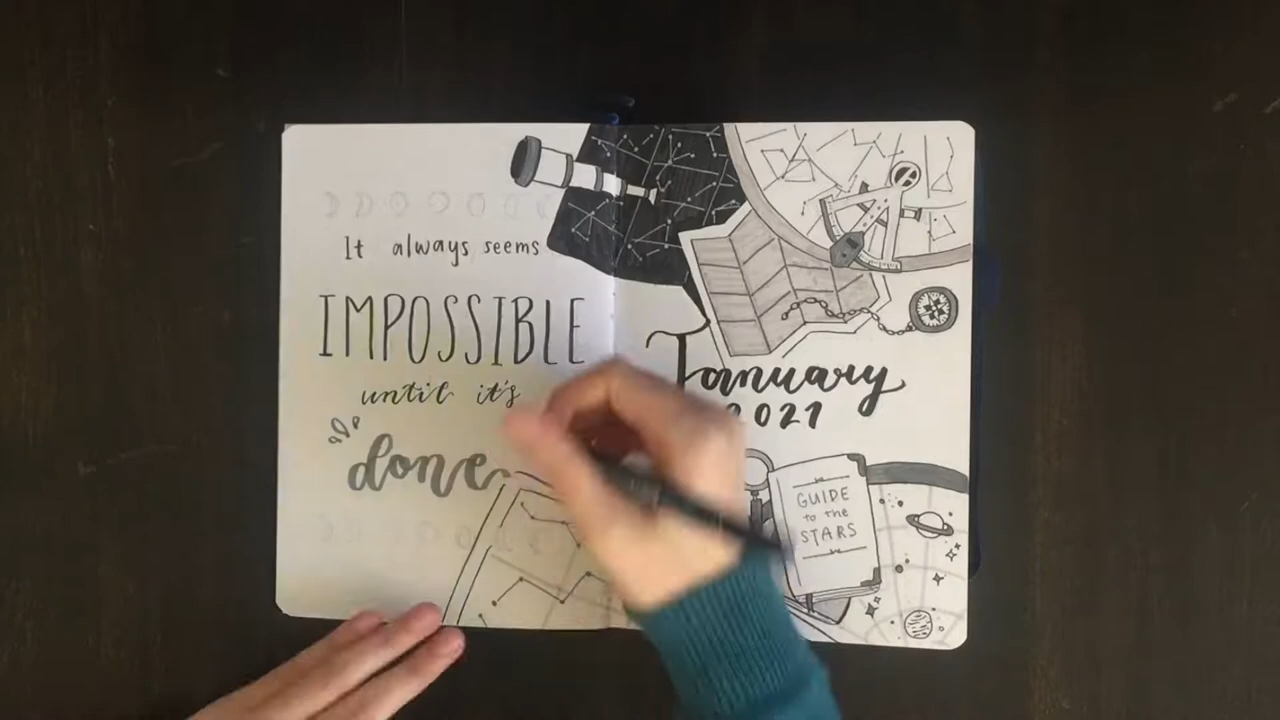 It always seems
IMPOSSIBLE
until it's
done
January
2021
GUIDE
to the
STARS